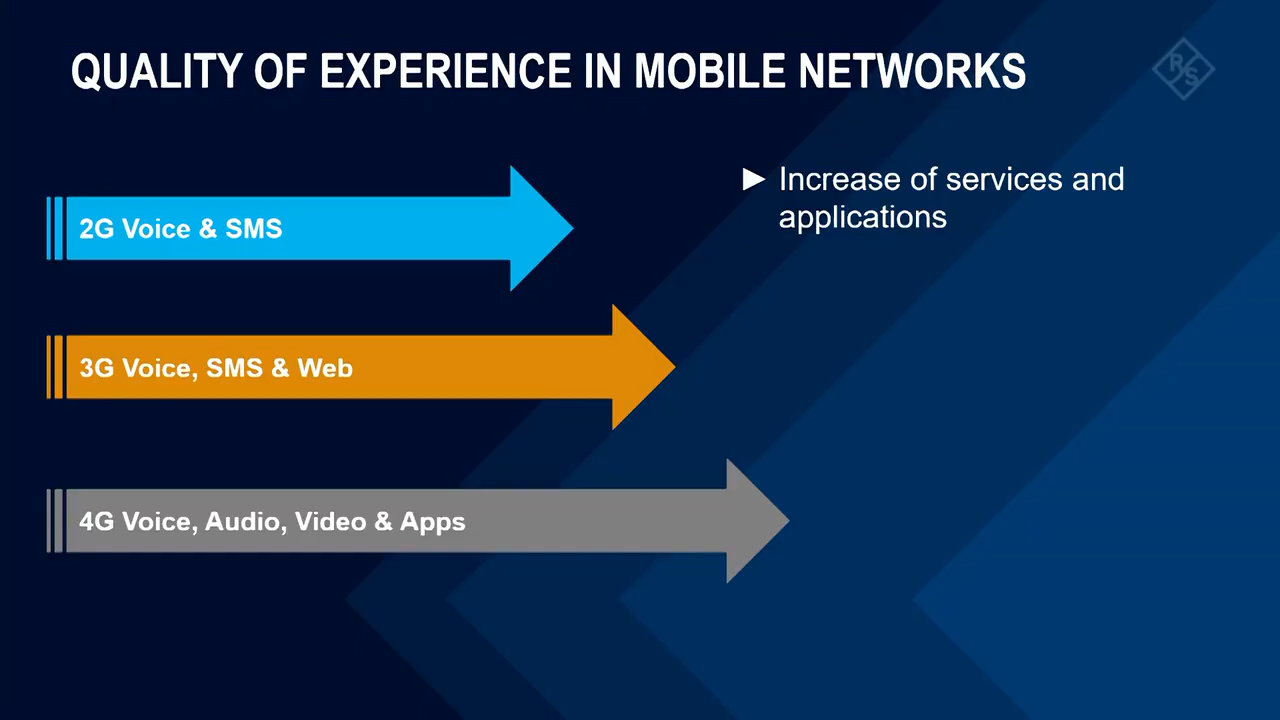 QUALITY OF EXPERIENCE IN MOBILE NETWORKS
R
S
2G Voice & SMS
► Increase of services and
applications
3G Voice, SMS & Web
4G Voice, Audio, Video & Apps